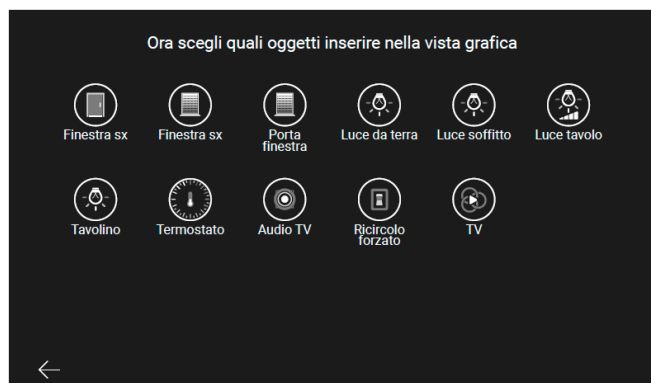 Ora scegli quali oggetti inserire nella vista grafica
Finestra sx
Finestra sx
Porta
finestra
Luce da terra
Luce soffitto
Luce tavolo
Tavolino
Termostato
Audio TV
Ricircolo
forzato
TV